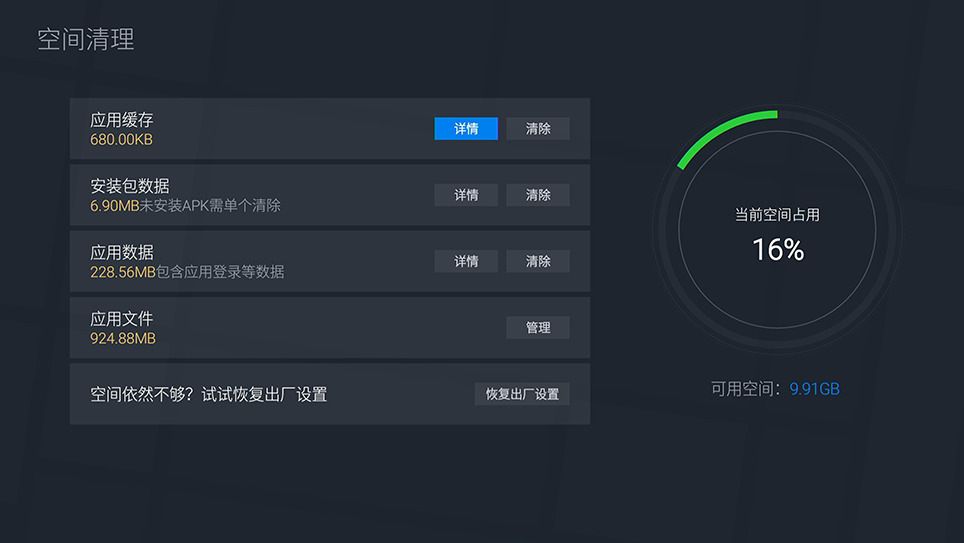 空间清理
应用缓存
680.00KB
详情
清除
安装包数据
6.90MB未安装APK需单个清除
详情
清除
应用数据
228.56MB包含应用登录等数据
详情
清除
应用文件
924.88MB
管理
空间依然不够？试试恢复出厂设置
恢复出厂设置
当前空间占用
16%
可用空间：9.91GB